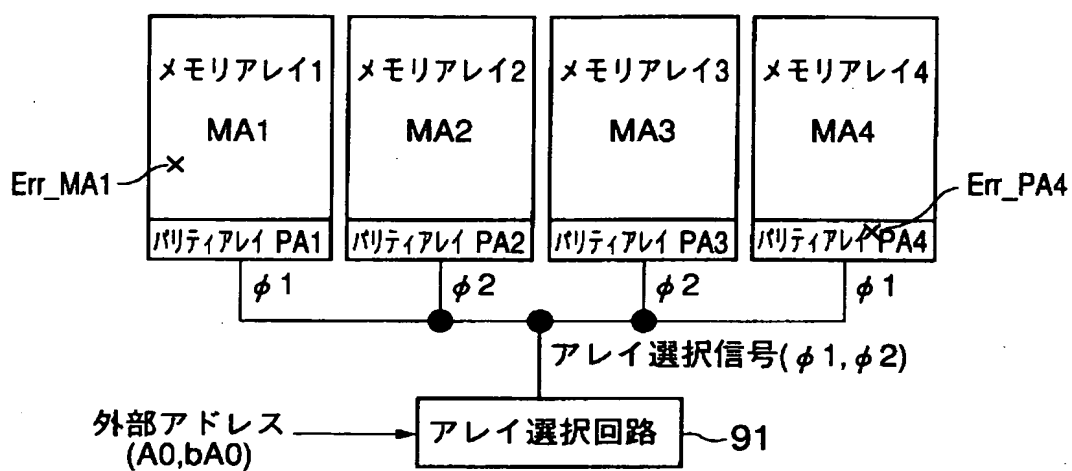 メモリアレイ1
メモリアレイ2
メモリアレイ3
メモリアレイ4
MA1
MA2
MA3
MA4
Err_MA1
Err_PA4
パリティアレイ PA1
パリティアレイ PA2
パリティアレイ PA3
パリティアレイ PA4
φ1
φ2
φ2
φ1
アレイ選択信号(φ1,φ2)
外部アドレス
(A0,bA0)
アレイ選択回路
91